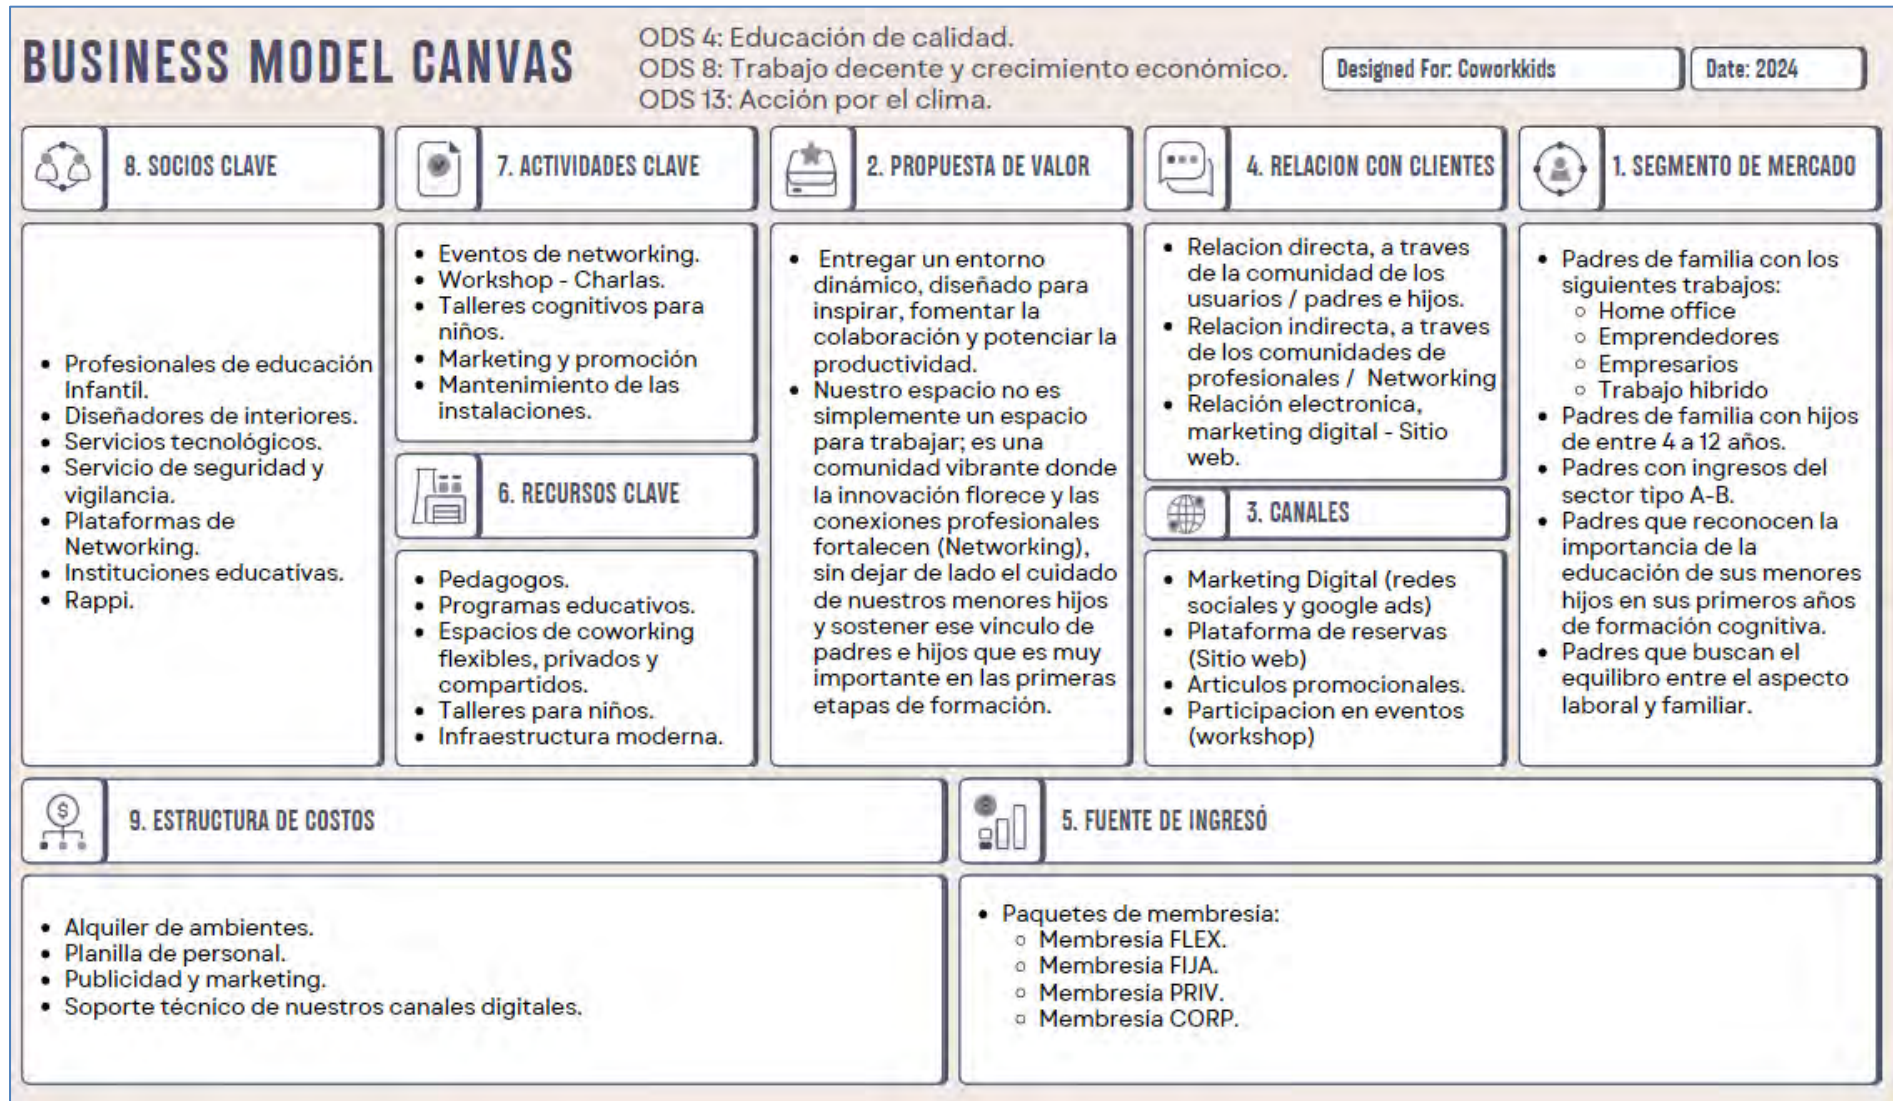 BUSINESS MODEL CANVAS
ODS 4: Educación de calidad.
ODS 8: Trabajo decente y crecimiento económico.
ODS 13: Acción por el clima.
Designed For: Coworkkids
Date: 2024
8. SOCIOS CLAVE
• Profesionales de educación
Infantil.
• Diseñadores de interiores.
• Servicios tecnológicos.
• Servicio de seguridad y
vigilancia.
• Plataformas de
Networking.
• Instituciones educativas.
• Rappi.
7. ACTIVIDADES CLAVE
• Eventos de networking.
• Workshop - Charlas.
• Talleres cognitivos para
niños.
• Marketing y promoción
• Mantenimiento de las
instalaciones.
6. RECURSOS CLAVE
• Pedagogos.
• Programas educativos.
• Espacios de coworking
flexibles, privados y
compartidos.
• Talleres para niños.
• Infraestructura moderna.
2. PROPUESTA DE VALOR
• Entregar un entorno
dinámico, diseñado para
inspirar, fomentar la
colaboración y potenciar la
productividad.
• Nuestro espacio no es
simplemente un espacio
para trabajar; es una
comunidad vibrante donde
la innovación florece y las
conexiones profesionales
fortalecen (Networking),
sin dejar de lado el cuidado
de nuestros menores hijos
y sostener ese vinculo de
padres e hijos que es muy
importante en las primeras
etapas de formación.
4. RELACION CON CLIENTES
• Relacion directa, a traves
de la comunidad de los
usuarios / padres e hijos.
• Relacion indirecta, a traves
de los comunidades de
profesionales / Networking
• Relación electronica,
marketing digital - Sitio
web.
3. CANALES
• Marketing Digital (redes
sociales y google ads)
• Plataforma de reservas
(Sitio web)
• Articulos promocionales.
• Participacion en eventos
(workshop)
1. SEGMENTO DE MERCADO
• Padres de familia con los
siguientes trabajos:
○ Home office
○ Emprendedores
○ Empresarios
○ Trabajo hibrido
• Padres de familia con hijos
de entre 4 a 12 años.
• Padres con ingresos del
sector tipo A-B.
• Padres que reconocen la
importancia de la
educación de sus menores
hijos en sus primeros años
de formación cognitiva.
• Padres que buscan el
equilibro entre el aspecto
laboral y familiar.
9. ESTRUCTURA DE COSTOS
• Alquiler de ambientes.
• Planilla de personal.
• Publicidad y marketing.
• Soporte técnico de nuestros canales digitales.
5. FUENTE DE INGRESÓ
• Paquetes de membresia:
○ Membresia FLEX.
○ Membresia FIJA.
○ Membresia PRIV.
○ Membresia CORP.